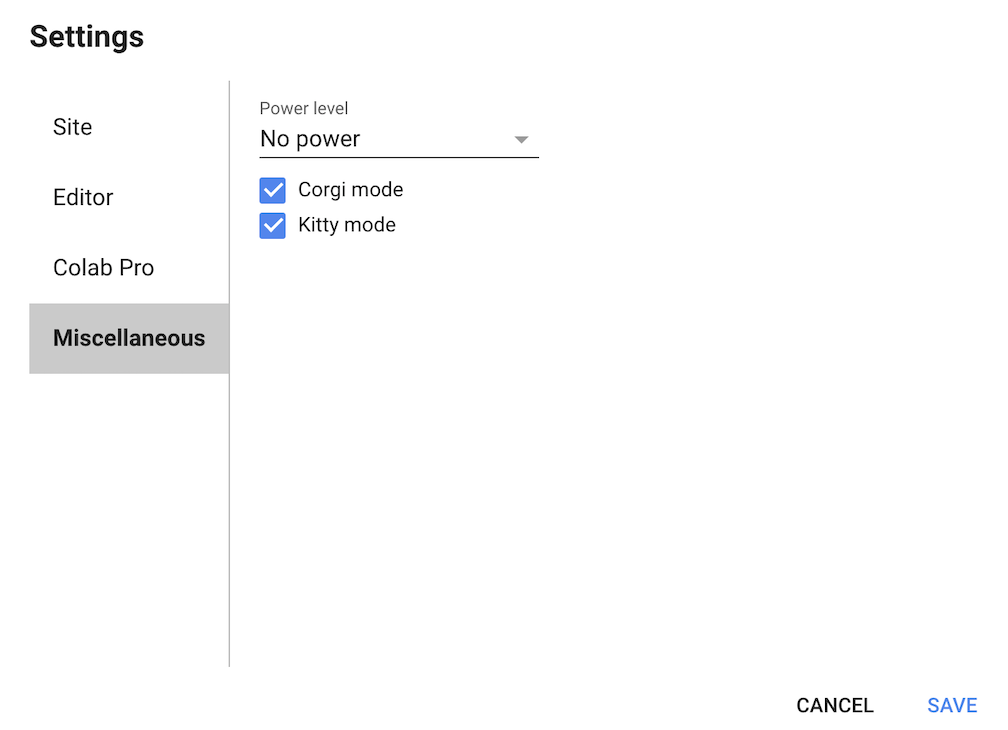 Settings
Site
Editor
Colab Pro
Miscellaneous
Power level
No power
Corgi mode
Kitty mode
CANCEL
SAVE